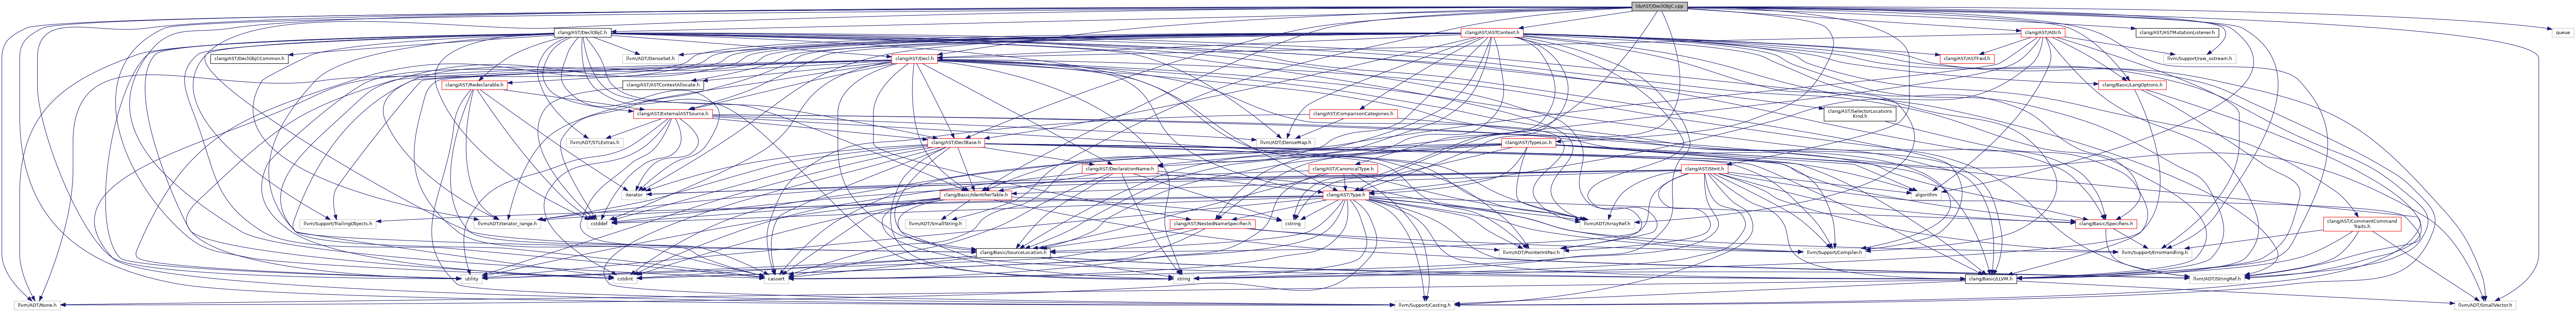 lib/AST/DeclObjC.cpp
clang/AST/DeclObjC.h
clang/AST/ASTContext.h
clang/AST/Attr.h
clang/AST/ASTMutationListener.h
queue
clang/AST/DeclObjCCommon.h
llvm/ADT/DenseSet.h
clang/AST/Decl.h
clang/AST/ASTFwd.h
llvm/Support/raw_ostream.h
clang/AST/Redeclarable.h
clang/AST/ASTContextAllocate.h
clang/Basic/LangOptions.h
clang/AST/ExternalASTSource.h
clang/AST/ComparisonCategories.h
clang/AST/SelectorLocations
Kind.h
llvm/ADT/STLExtras.h
clang/AST/DeclBase.h
llvm/ADT/DenseMap.h
clang/AST/TypeLoc.h
clang/AST/DeclarationName.h
clang/AST/CanonicalType.h
clang/AST/Stmt.h
iterator
clang/Basic/IdentifierTable.h
clang/AST/Type.h
algorithm
llvm/Support/TrailingObjects.h
llvm/ADT/iterator_range.h
cstddef
llvm/ADT/SmallString.h
clang/AST/NestedNameSpecifier.h
cstring
llvm/ADT/ArrayRef.h
clang/Basic/Specifiers.h
clang/AST/CommentCommand
Traits.h
clang/Basic/SourceLocation.h
llvm/ADT/PointerIntPair.h
llvm/Support/Compiler.h
llvm/Support/ErrorHandling.h
utility
cstdint
cassert
string
clang/Basic/LLVM.h
llvm/ADT/StringRef.h
llvm/ADT/None.h
llvm/Support/Casting.h
llvm/ADT/SmallVector.h